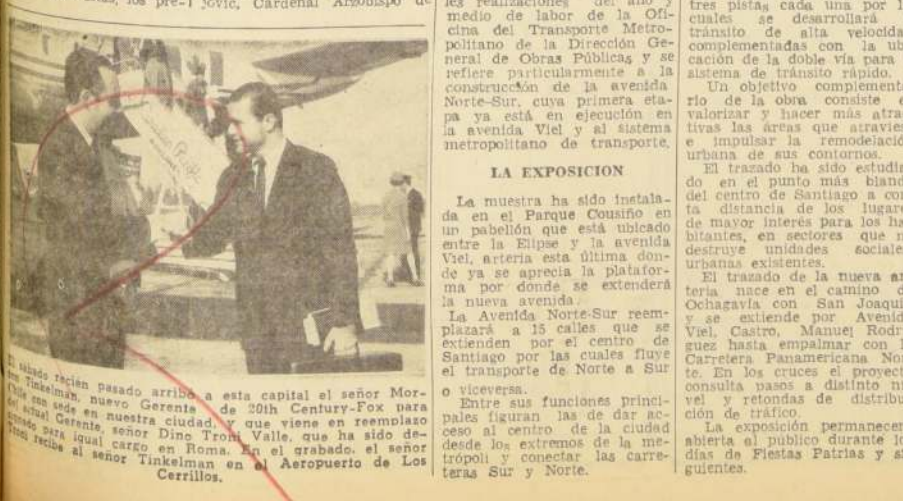 los pre-
jovic, Cardenal Arzobispo de
El sábado recién pasado arribó a esta capital el señor Mor-
Tinkelman, nuevo Gerente de 20th Century-Fox para
Chile con sede en nuestra ciudad, y que viene en reemplazo
del actual Gerente, señor Dino Troni Valle, que ha sido de-
para igual cargo en Roma. En el grabado, el señor
Troni recibe al señor Tinkelman en el Aeropuerto de Los
Cerrillos.
les realizaciones del año y
medio de labor de la Ofi-
cina del Transporte Metro-
politano de la Dirección Ge-
neral de Obras Públicas y se
refiere particularmente a la
construcción de la avenida
Norte-Sur, cuya primera eta-
pa ya está en ejecución en
la avenida Viel y al sistema
metropolitano de transporte.
LA EXPOSICION
La muestra ha sido instala-
da en el Parque Cousiño en
un pabellón que está ubicado
entre la Elipse y la avenida
Viel, arteria esta última don-
de ya se aprecia la platafor-
ma por donde se extenderá
la nueva avenida.
La Avenida Norte-Sur reem-
plazará a 15 calles que se
extienden por el centro de
Santiago por las cuales fluye
el transporte de Norte a Sur
o viceversa.
Entre sus funciones princi-
pales figuran las de dar ac-
ceso al centro de la ciudad
desde los extremos de la me-
trópoli y conectar las carre-
teras Sur y Norte.
tres pistas cada una por l
cuales se desarrollará
tránsito de alta velocida
complementadas con la ub
cación de la doble vía para
sistema de tránsito rápido.
Un objetivo complement
rio de la obra consiste e
valorizar y hacer más atra
tivas las áreas que atravies
e impulsar la remodelació
urbana de sus contornos.
El trazado ha sido estudia
do en el punto más bland
del centro de Santiago a cor
ta distancia de los lugare
de mayor interés para los ha
bitantes, en sectores que n
destruye unidades sociale
urbanas existentes.
El trazado de la nueva ar
teria nace en el camino d
Ochagavía con San Joaquí
y se extiende por Avenid
Viel, Castro, Manuel Rodrí
guez hasta empalmar con l
Carretera Panamericana Nor
te. En los cruces el proyect
consulta pasos a distinto ni
vel y retondas de distribu
ción de tráfico.
La exposición permanecer
abierta al público durante lo
días de Fiestas Patrias y si
guientes.